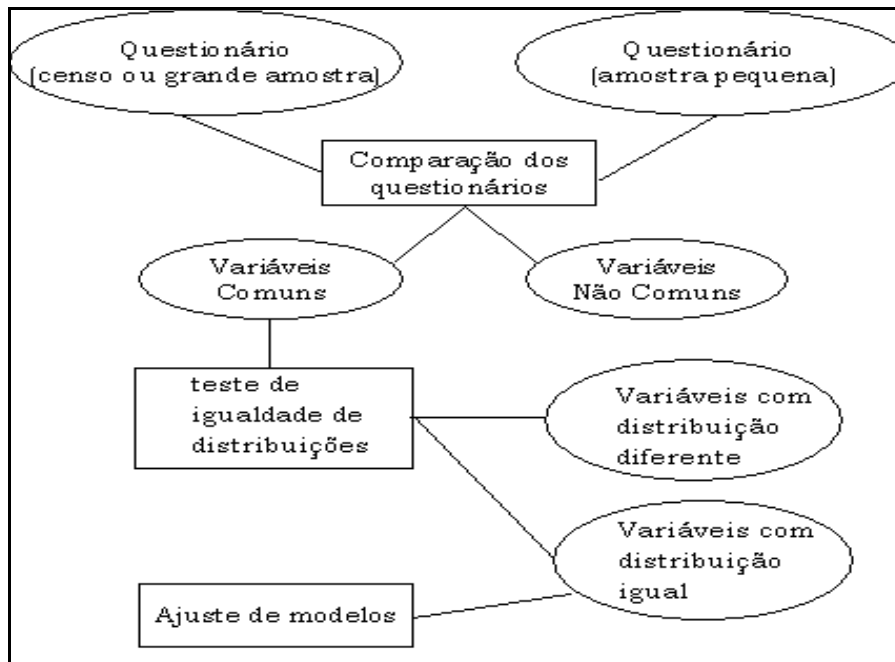 Questionário
(censo ou grande amostra)
Questionário
(amostra pequena)
Comparação dos
questionários
Variáveis
Comuns
Variáveis
Não Comuns
teste de
igualdade de
distribuições
Variáveis com
distribuição
diferente
Variáveis com
distribuição
igual
Ajuste de modelos